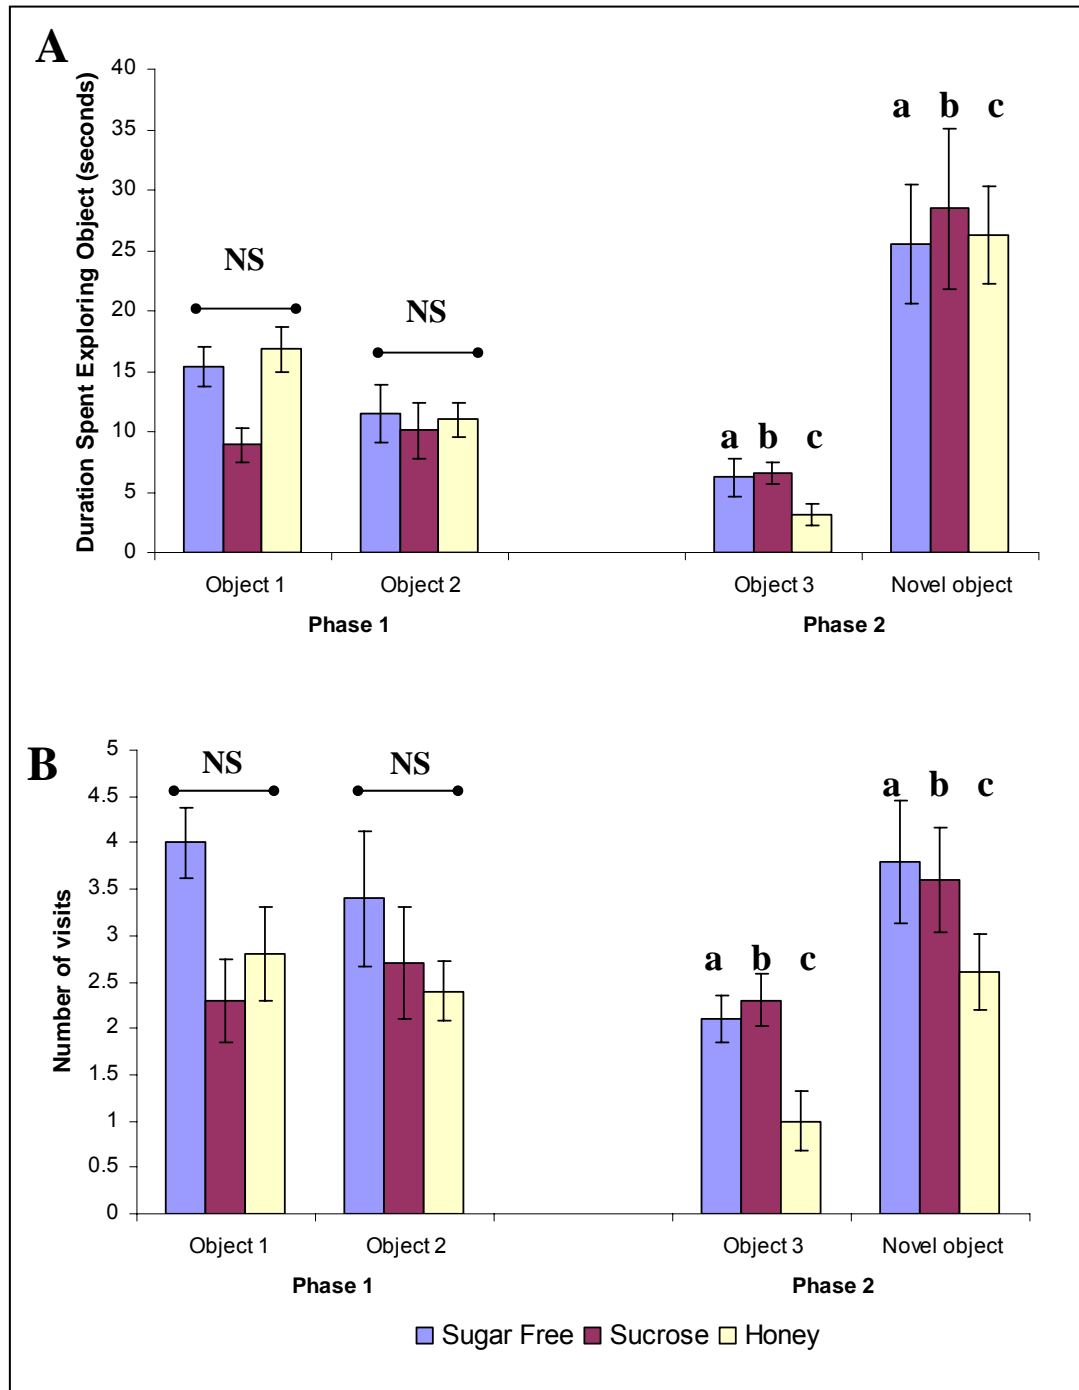 A
Duration Spent Exploring Object (seconds)
40
35
30
25
20
15
10
5
0
NS
NS
a b c
a b c
Object 1 Object 2 Object 3 Novel object
Phase 1 Phase 2
B
Number of visits
5
4.5
4
3.5
3
2.5
2
1.5
1
0.5
0
NS NS
a b c
a b c
Object 1 Object 2 Object 3 Novel object
Phase 1 Phase 2
Sugar Free Sucrose Honey